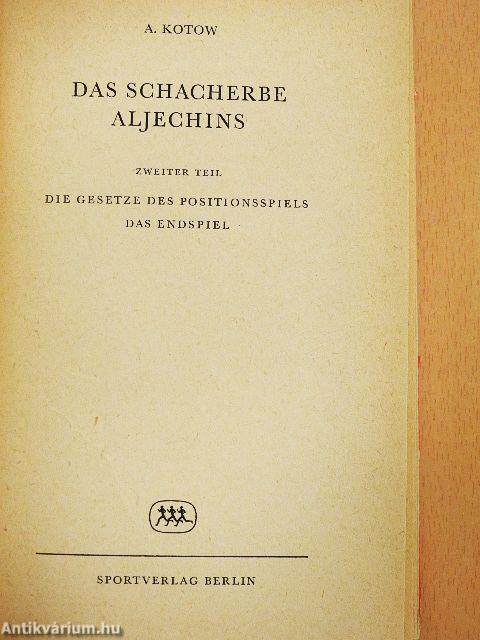 A. KOTOW
DAS SCHACHERBE
ALJECHINS
ZWEITER TEIL
DIE GESETZE DES POSITIONSSPIELS
DAS ENDSPIEL
SPORTVERLAG BERLIN
Antikvárium.hu